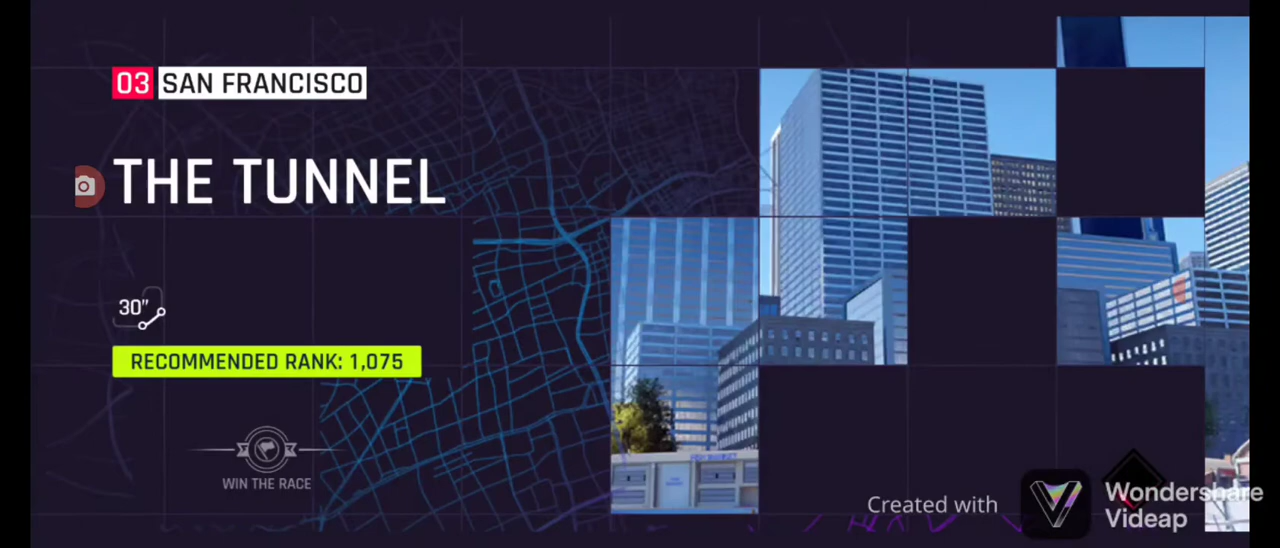 03 SAN FRANCISCO
THE TUNNEL
30"
RECOMMENDED RANK: 1,075
WIN THE RACE
Created with
Wondershare
Videap